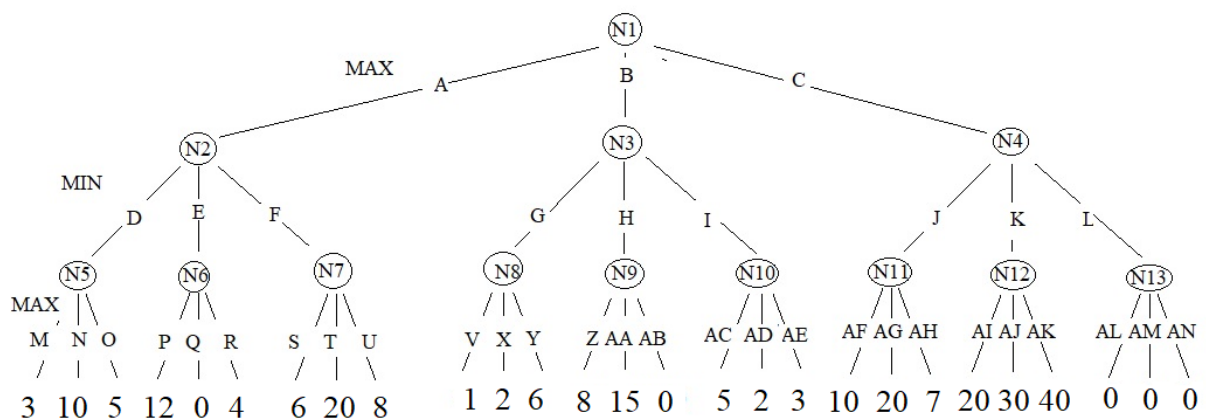 N1
MAX A B C
N2 N3 N4
MIN
D E F G H I J K L
N5 N6 N7 N8 N9 N10 N11 N12 N13
MAX
M N O P Q R S T U V X Y Z AA AB AC AD AE AF AG AH AI AJ AK AL AM AN
3 10 5 12 0 4 6 20 8 1 2 6 8 15 0 5 2 3 10 20 7 20 30 40 0 0 0